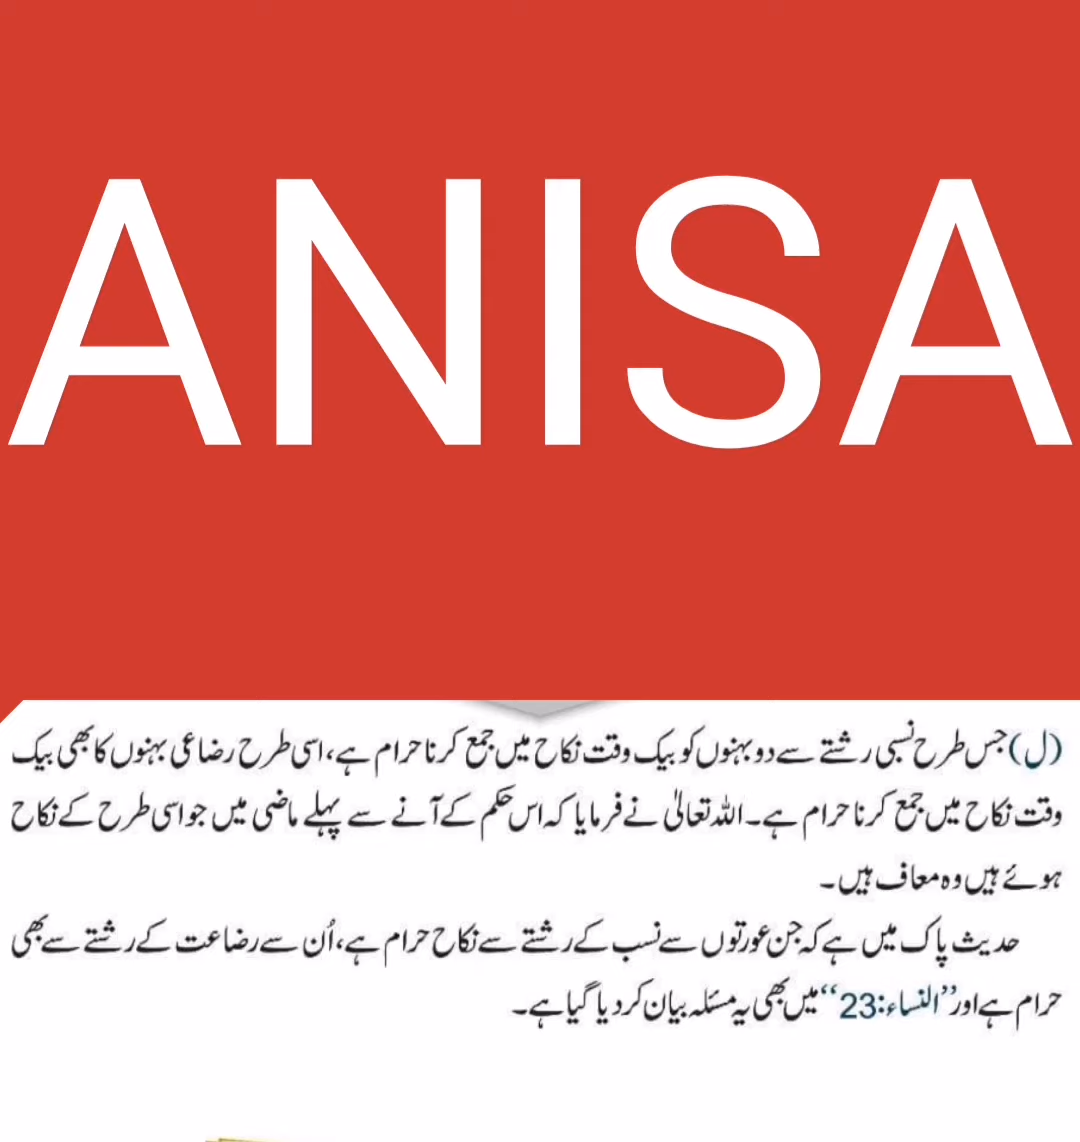 ANISA
(ل) جس طرح نسبی رشتے سے دو بہنوں کو بیک وقت نکاح میں جمع کرنا حرام ہے، اسی طرح رضاعی بہنوں کا بھی بیک
وقت نکاح میں جمع کرنا حرام ہے۔ اللہ تعالیٰ نے فرمایا کہ اس حکم کے آنے سے پہلے ماضی میں جو اسی طرح کے نکاح
ہوئے ہیں وہ معاف ہیں۔
حدیث پاک میں ہے کہ جن عورتوں سے نسب کے رشتے سے نکاح حرام ہے، اُن سے رضاعت کے رشتے سے بھی
حرام ہے اور ’’النساء:23‘‘ میں بھی یہ مسئلہ بیان کر دیا گیا ہے۔